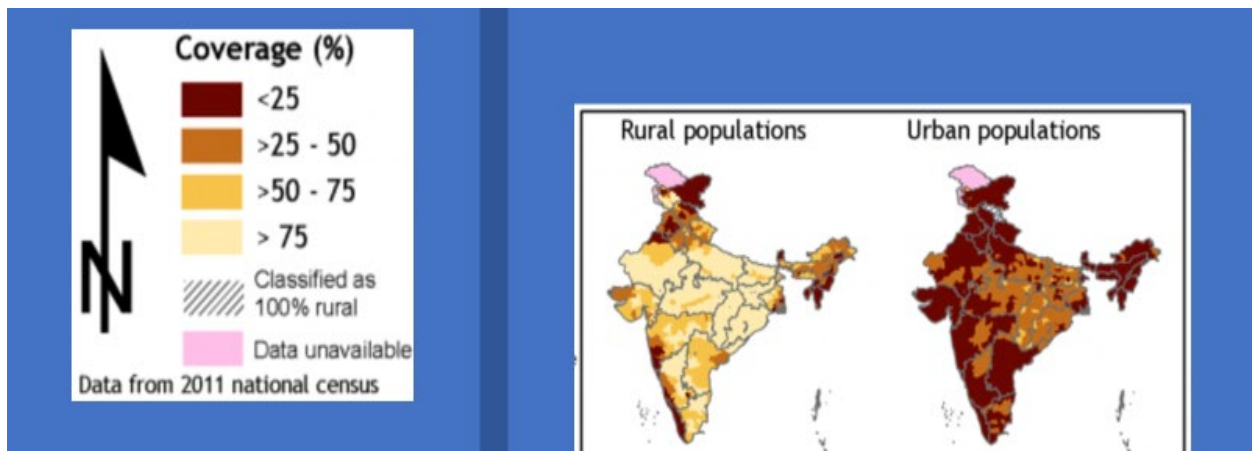 Coverage (%)
<25
>25 - 50
>50 - 75
> 75
Classified as
100% rural
Data unavailable
N
Data from 2011 national census
Rural populations
Urban populations